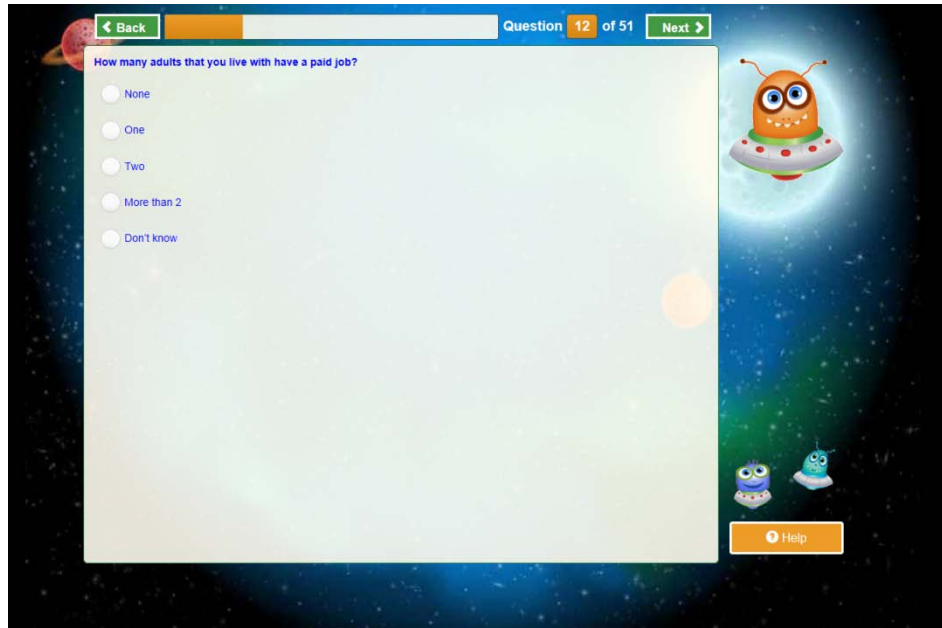 Back
Question 12 of 51
Next
How many adults that you live with have a paid job?
None
One
Two
More than 2
Don't know
Help